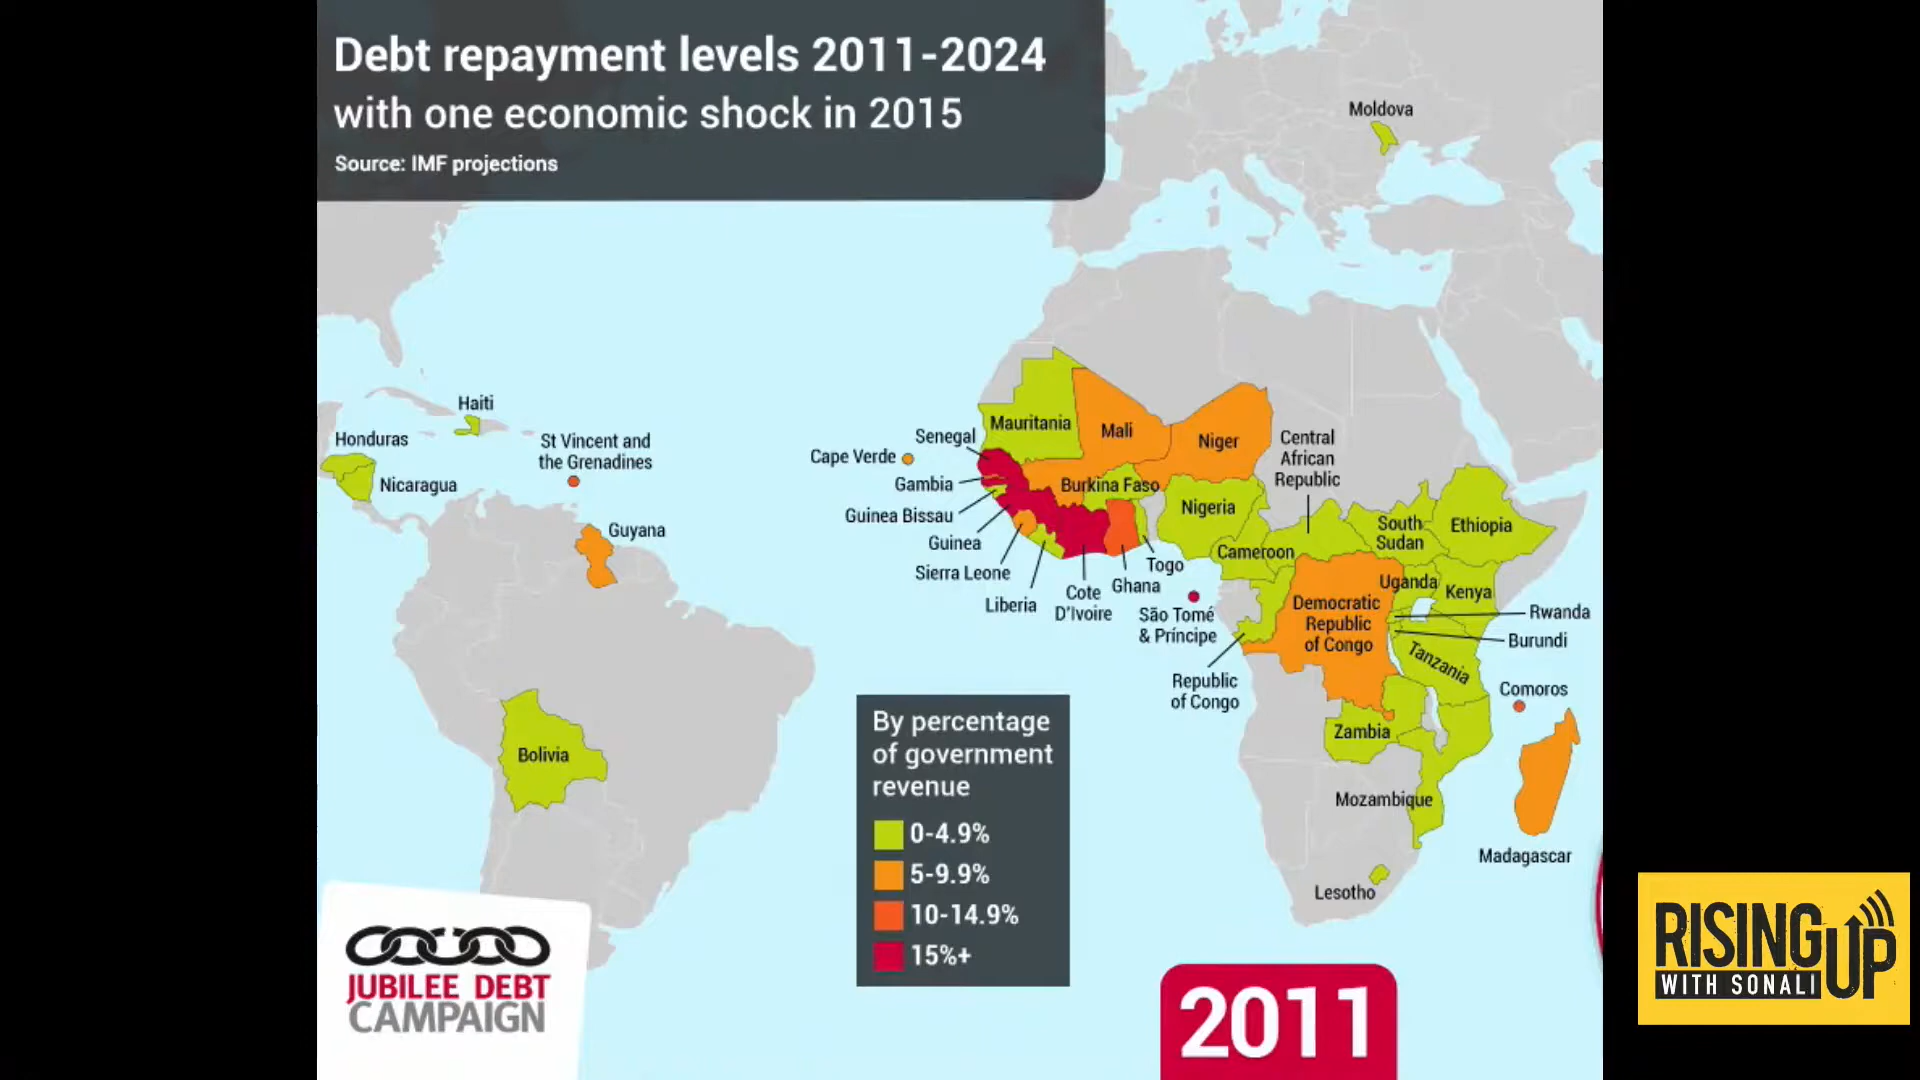 Debt repayment levels 2011-2024
with one economic shock in 2015
Source: IMF projections
Moldova
Haiti
Honduras
St Vincent and
the Grenadines
Nicaragua
Guyana
Bolivia
Mauritania
Mali
Niger
Senegal
Cape Verde
Central
African
Republic
Gambia
Burkina Faso
Guinea Bissau
Nigeria
South
Sudan
Ethiopia
Guinea
Cameroon
Sierra Leone
Togo
Liberia
Cote
D'Ivoire
Ghana
Uganda
Kenya
São Tomé
& Príncipe
Democratic
Republic
of Congo
Rwanda
Burundi
Tanzania
Republic
of Congo
Comoros
Zambia
Mozambique
Madagascar
Lesotho
By percentage
of government
revenue
0-4.9%
5-9.9%
10-14.9%
15%+
JUBILEE DEBT
CAMPAIGN
2011
RISING UP
WITH SONALI